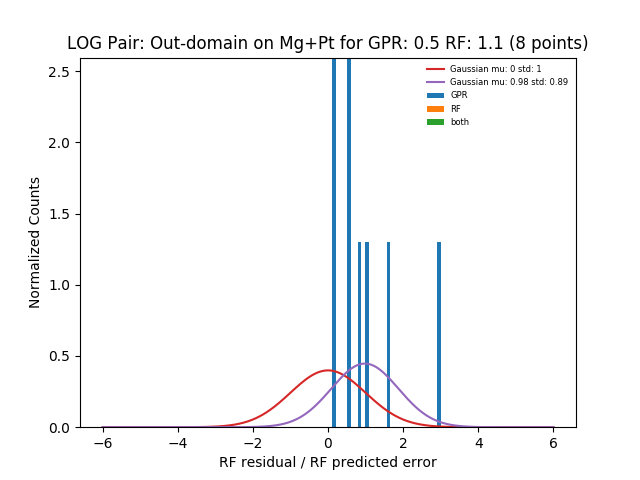 LOG Pair: Out-domain on Mg+Pt for GPR: 0.5 RF: 1.1 (8 points)
Gaussian mu: 0 std: 1
Gaussian mu: 0.98 std: 0.89
GPR
RF
both
Normalized Counts
2.5
2.0
1.5
1.0
0.5
0.0
−6 −4 −2 0 2 4 6
RF residual / RF predicted error